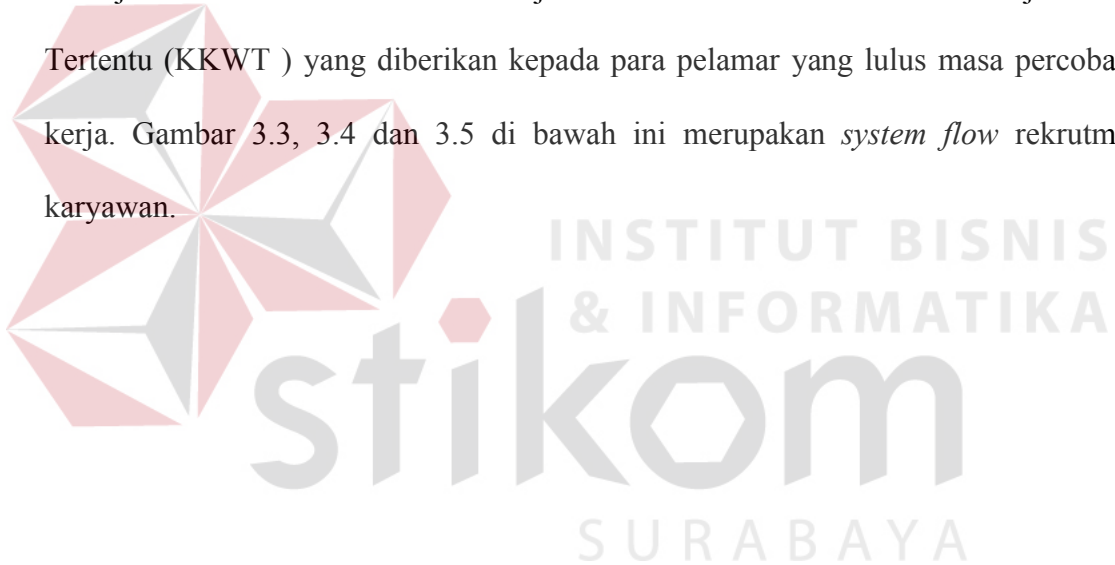 Tertentu (KKWT ) yang diberikan kepada para pelamar yang lulus masa percoba
kerja. Gambar 3.3, 3.4 dan 3.5 di bawah ini merupakan system flow rekrutm
karyawan.
INSTITUT BISNIS
& INFORMATIKA
stikom
SURABAYA